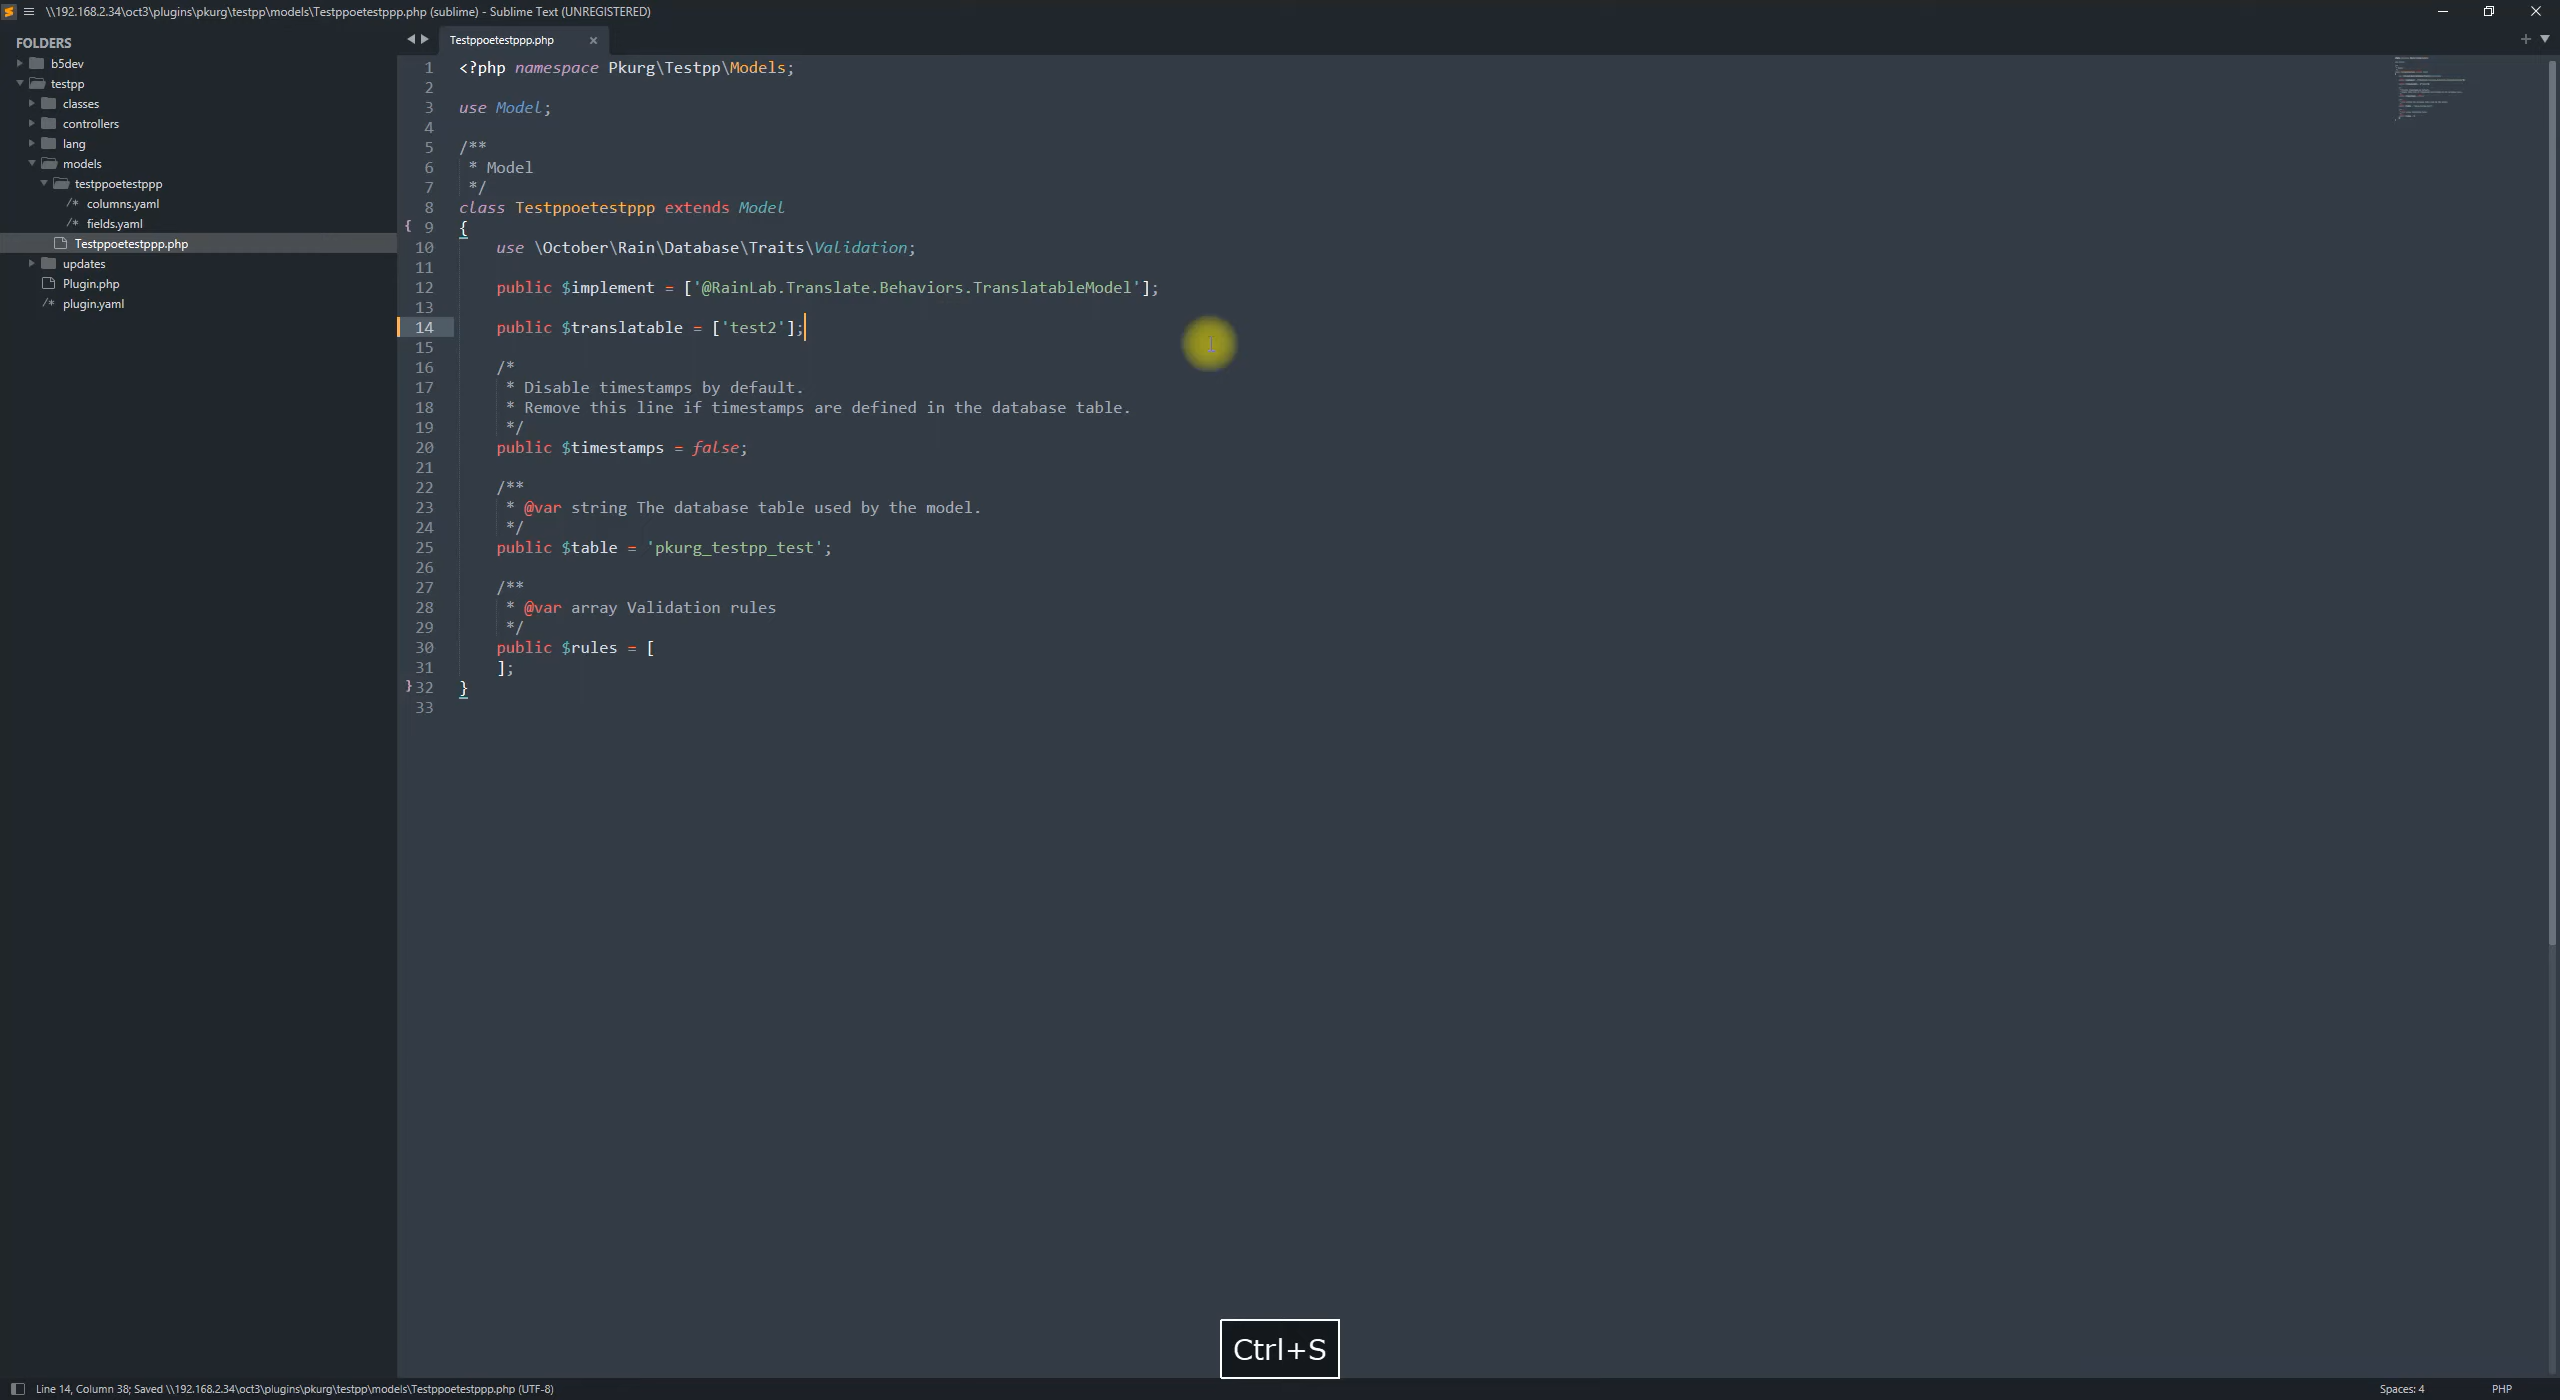 \\192.168.2.34\oct3\plugins\pkurg\testpp\models\Testppoetestppp.php (sublime) - Sublime Text (UNREGISTERED)
FOLDERS
b5dev
testpp
classes
controllers
lang
models
testppoetestppp
/* columns.yaml
/* fields.yaml
Testppoetestppp.php
updates
Plugin.php
/* plugin.yaml
Testppoetestppp.php
1 <?php namespace Pkurg\Testpp\Models;
2
3 use Model;
4
5 /**
6 * Model
7 */
8 class Testppoetestppp extends Model
{ 9 {
10 use \October\Rain\Database\Traits\Validation;
11
12 public $implement = ['@RainLab.Translate.Behaviors.TranslatableModel'];
13
14 public $translatable = ['test2'];
15
16 /*
17 * Disable timestamps by default.
18 * Remove this line if timestamps are defined in the database table.
19 */
20 public $timestamps = false;
21
22 /**
23 * @var string The database table used by the model.
24 */
25 public $table = 'pkurg_testpp_test';
26
27 /**
28 * @var array Validation rules
29 */
30 public $rules = [
31 ];
} 32 }
33
Ctrl+S
Line 14, Column 38; Saved \\192.168.2.34\oct3\plugins\pkurg\testpp\models\Testppoetestppp.php (UTF-8)
Spaces: 4
PHP